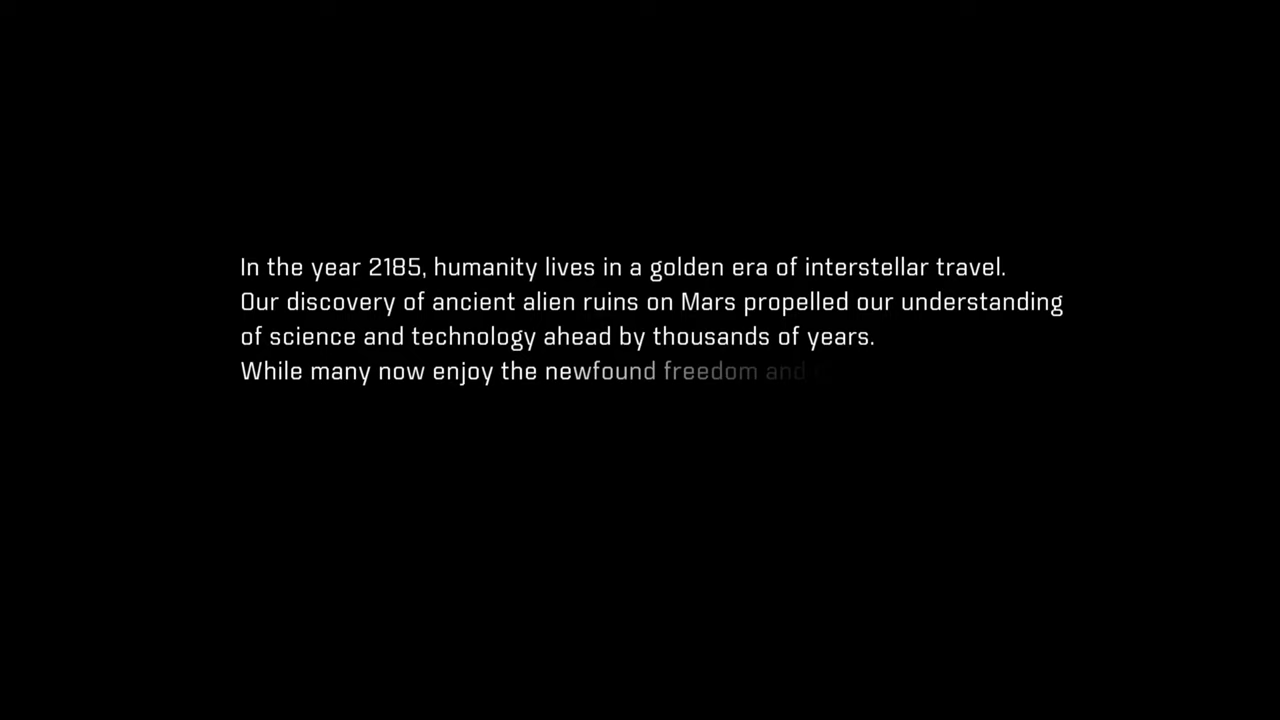 In the year 2185, humanity lives in a golden era of interstellar travel.
Our discovery of ancient alien ruins on Mars propelled our understanding
of science and technology ahead by thousands of years.
While many now enjoy the newfound freedom and